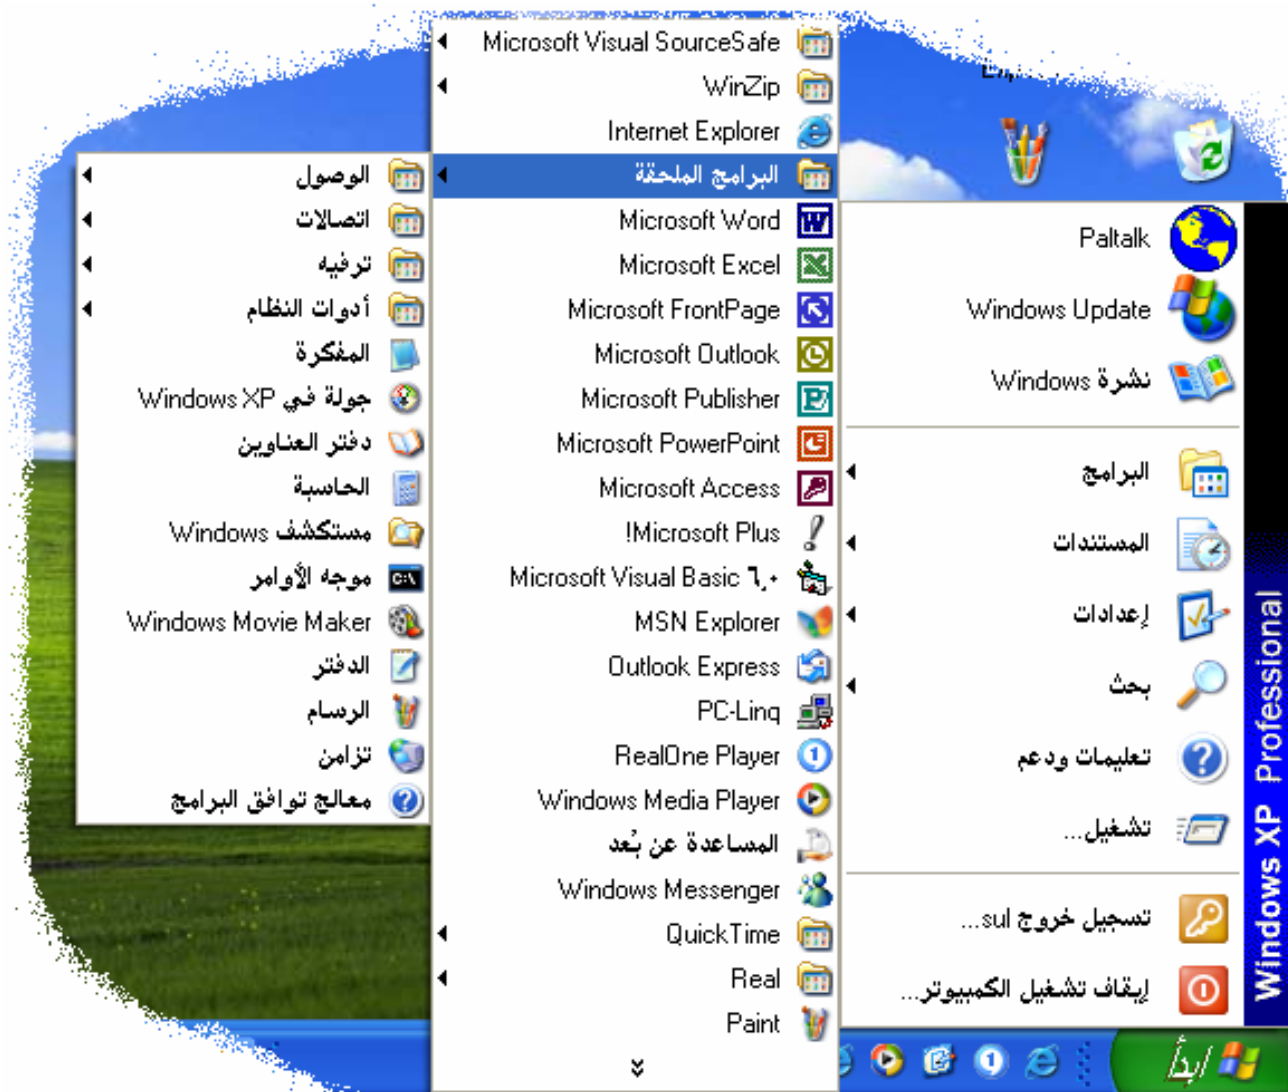 Microsoft Visual SourceSafe
WinZip
Internet Explorer
البرامج الملحقة
Microsoft Word
Microsoft Excel
Microsoft FrontPage
Microsoft Outlook
Microsoft Publisher
Microsoft PowerPoint
Microsoft Access
Microsoft Plus!
Microsoft Visual Basic ٦,٠
MSN Explorer
Outlook Express
PC-Linq
RealOne Player
Windows Media Player
المساعدة عن بُعد
Windows Messenger
QuickTime
Real
Paint
الوصول
اتصالات
ترفيه
أدوات النظام
المفكرة
جولة في Windows XP
دفتر العناوين
الحاسبة
مستكشف Windows
موجه الأوامر
Windows Movie Maker
الدفتر
الرسام
تزامن
معالج توافق البرامج
Paltalk
Windows Update
نشرة Windows
البرامج
المستندات
إعدادات
بحث
تعليمات ودعم
تشغيل...
تسجيل خروج sul...
إيقاف تشغيل الكمبيوتر...
Windows XP Professional
ابدأ